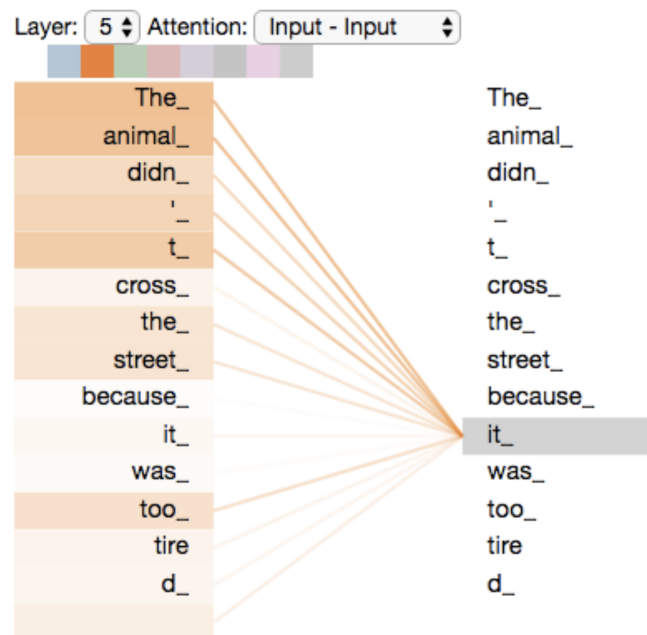 Layer: 5 Attention: Input - Input
The_ The_
animal_ animal_
didn_ didn_
'_ '_
t_ t_
cross_ cross_
the_ the_
street_ street_
because_ because_
it_ it_
was_ was_
too_ too_
tire tire
d_ d_